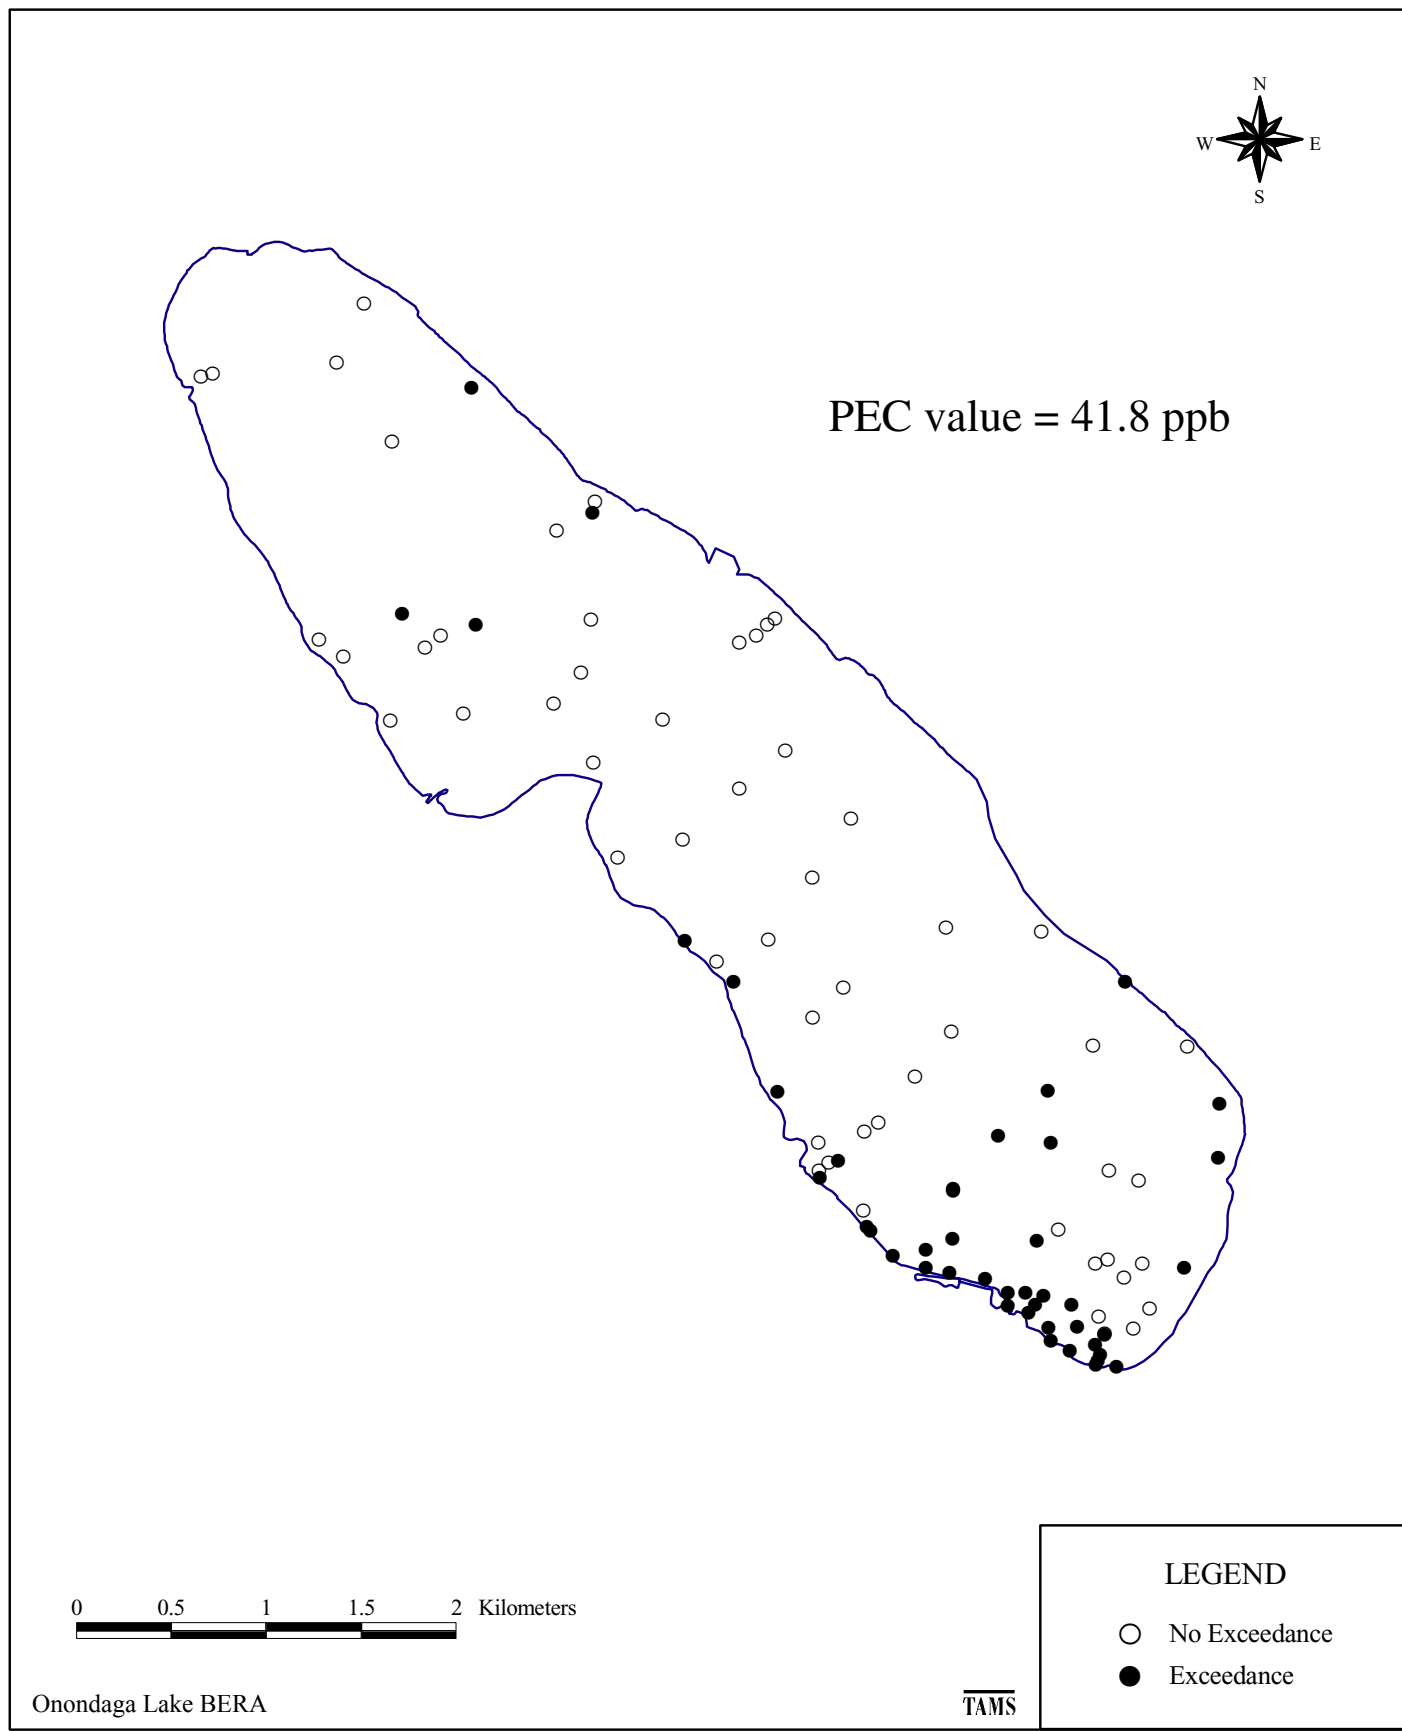 N
W E
S
PEC value = 41.8 ppb
0 0.5 1 1.5 2 Kilometers
LEGEND
No Exceedance
Exceedance
Onondaga Lake BERA
TAMS